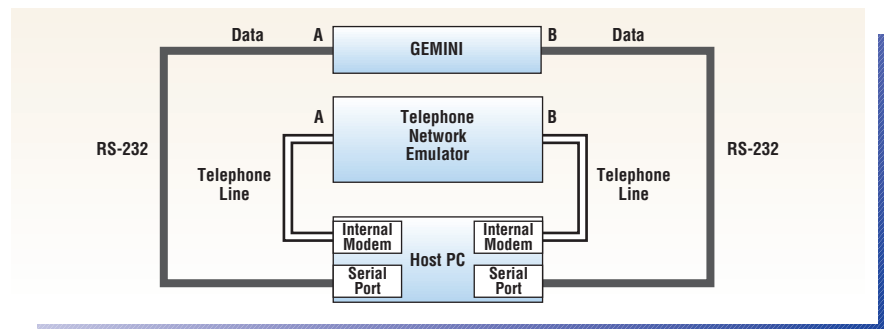 Data A GEMINI B Data
A Telephone Network Emulator B
RS-232
RS-232
Telephone
Line
Telephone
Line
Internal
Modem
Internal
Modem
Host PC
Serial
Port
Serial
Port